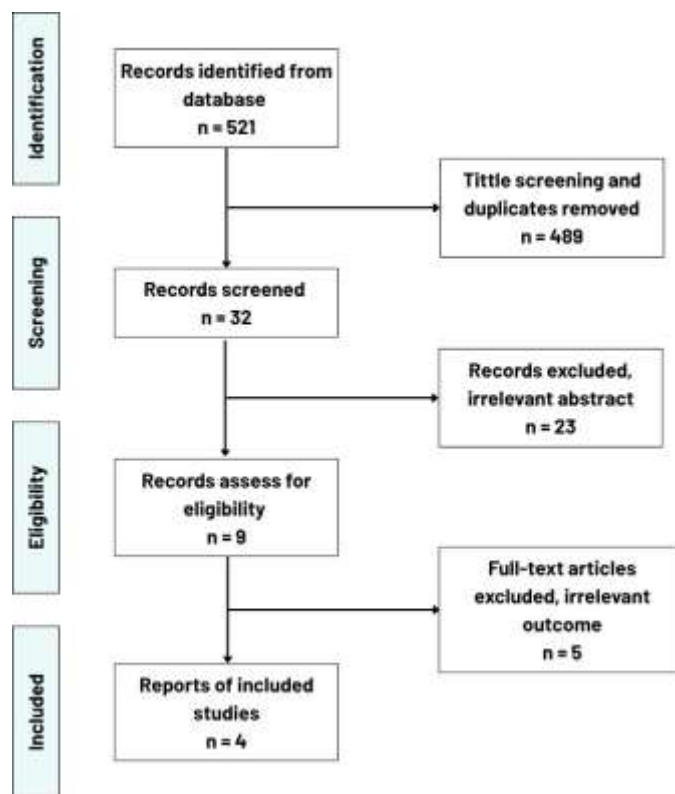 Identification
Records identified from
database
n = 521
Tittle screening and
duplicates removed
n = 489
Screening
Records screened
n = 32
Records excluded,
irrelevant abstract
n = 23
Eligibility
Records assess for
eligibility
n = 9
Full-text articles
excluded, irrelevant
outcome
n = 5
Included
Reports of included
studies
n = 4